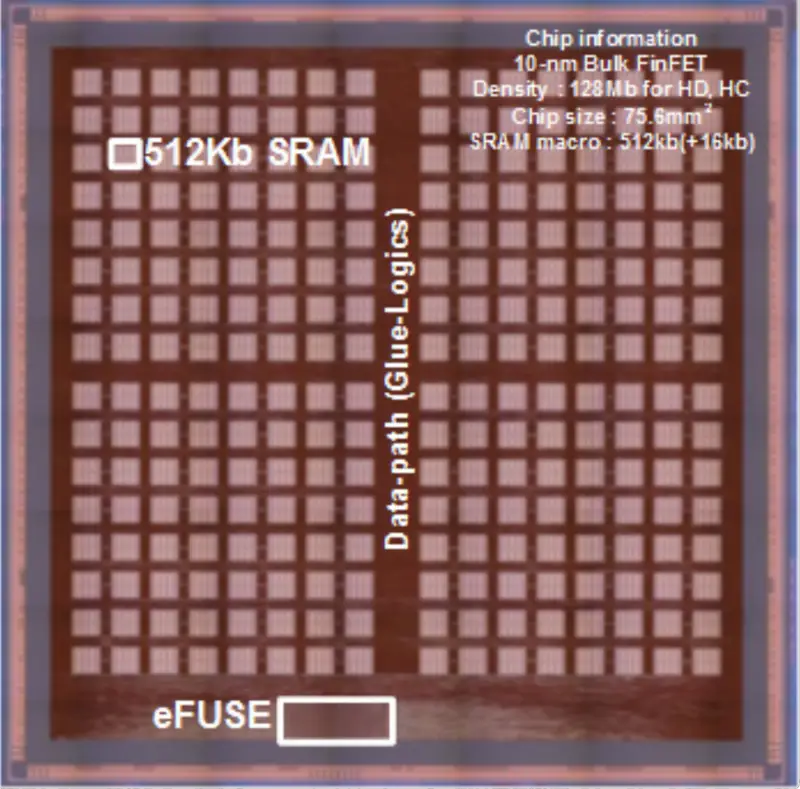 Chip information
10-nm Bulk FinFET
Density : 128Mb for HD, HC
Chip size : 75.6mm²
SRAM macro : 512kb(+16kb)
512Kb SRAM
Data-path (Glue-Logics)
eFUSE